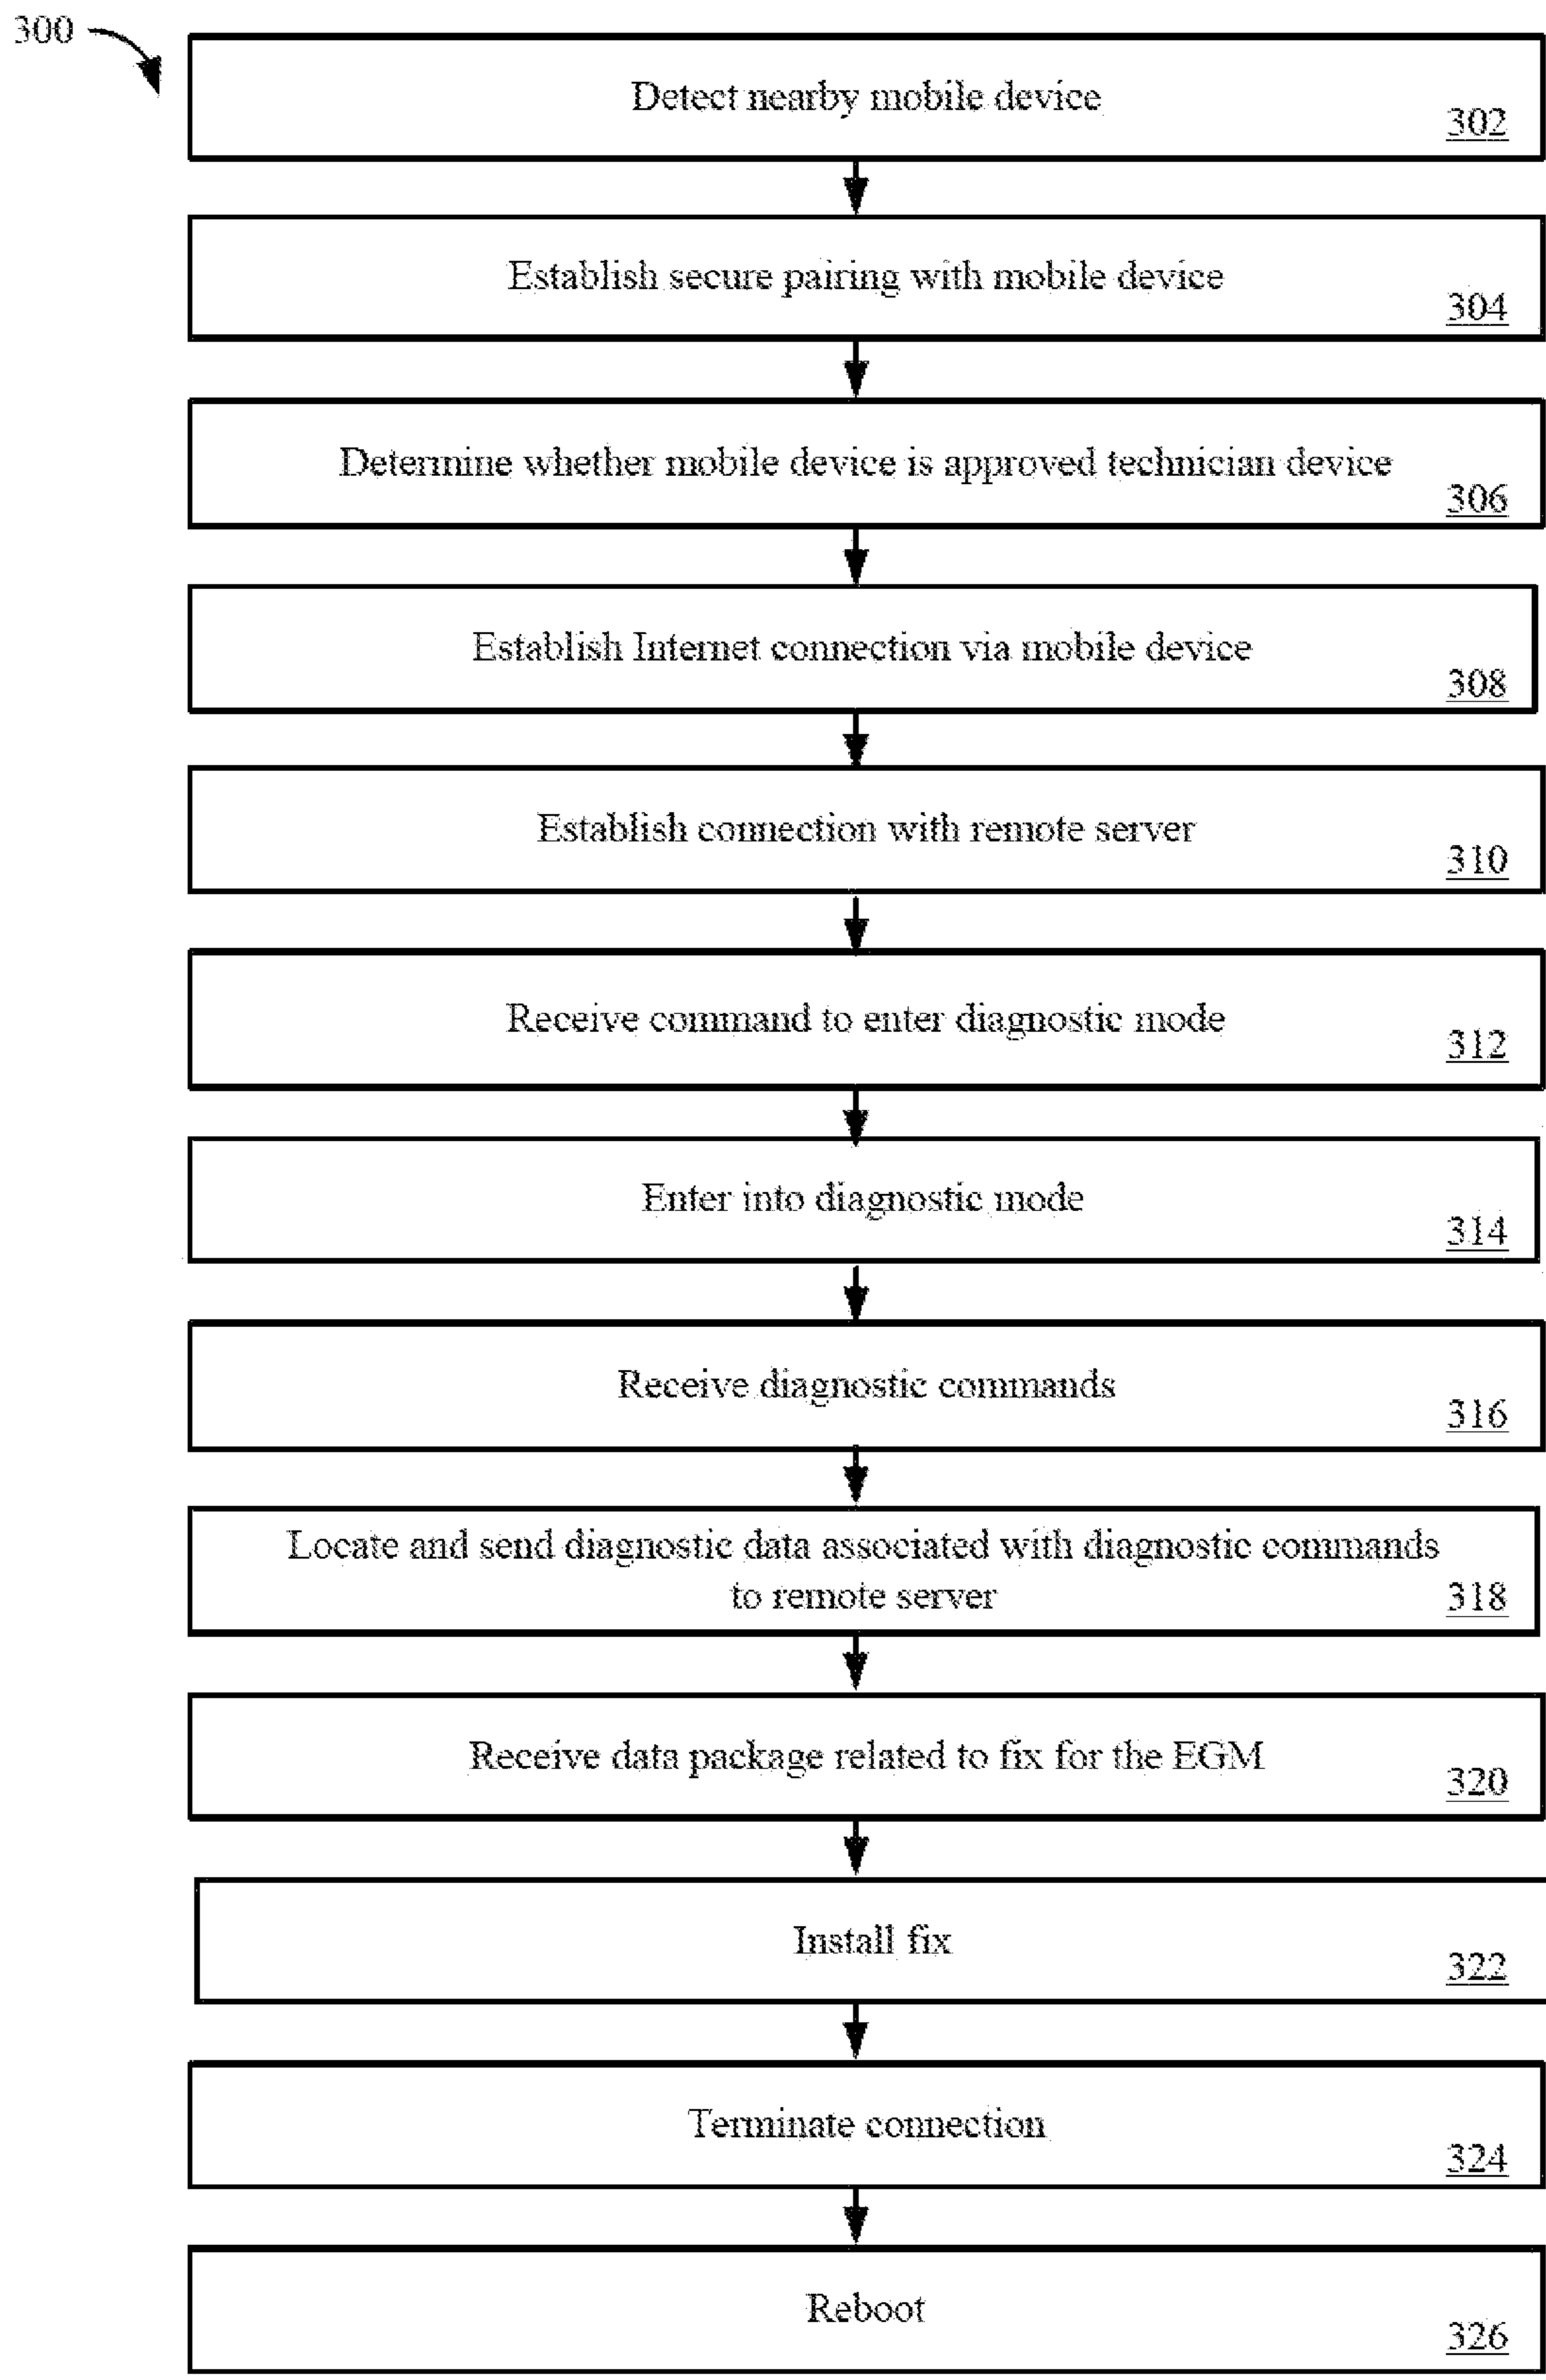 300
Detect nearby mobile device
302
Establish secure pairing with mobile device
304
Determine whether mobile device is approved technician device
306
Establish Internet connection via mobile device
308
Establish connection with remote server
310
Receive command to enter diagnostic mode
312
Enter into diagnostic mode
314
Receive diagnostic commands
316
Locate and send diagnostic data associated with diagnostic commands
to remote server
318
Receive data package related to fix for the EGM
320
Install fix
322
Terminate connection
324
Reboot
326